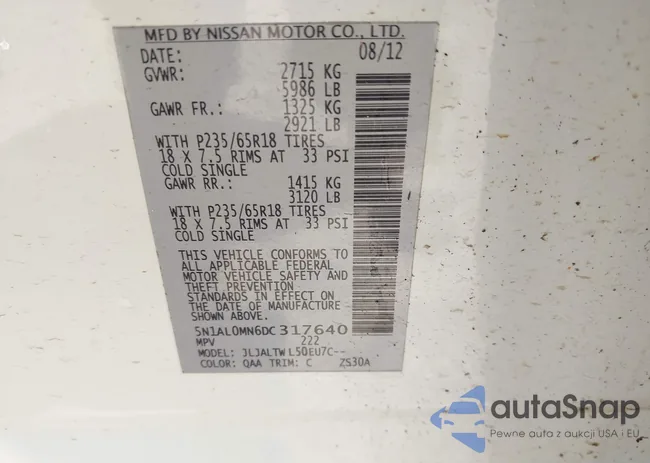 MFD BY NISSAN MOTOR CO., LTD.
DATE: 08/12
GVWR: 2715 KG
5986 LB
GAWR FR.: 1325 KG
2921 LB
WITH P235/65R18 TIRES
18 X 7.5 RIMS AT 33 PSI
COLD SINGLE
GAWR RR.: 1415 KG
3120 LB
WITH P235/65R18 TIRES
18 X 7.5 RIMS AT 33 PSI
COLD SINGLE
THIS VEHICLE CONFORMS TO
ALL APPLICABLE FEDERAL
MOTOR VEHICLE SAFETY AND
THEFT PREVENTION
STANDARDS IN EFFECT ON THE
DATE OF MANUFACTURE
SHOWN ABOVE.
5N1AL0MN6DC317640
MPV 222
MODEL: JLJALTWL50EU7C--
COLOR: QAA TRIM: C ZS30A
autaSnap
Pewne auta z aukcji USA i EU